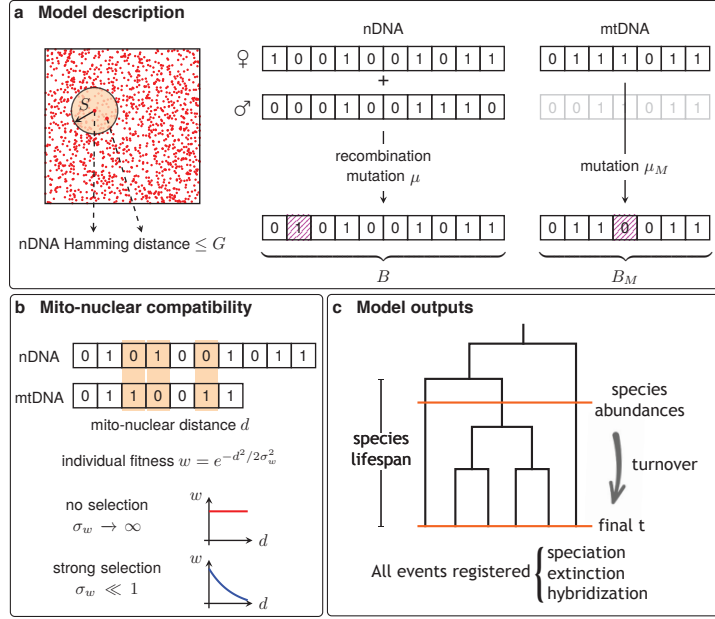 a Model description
nDNA
mtDNA
♀ 1 0 0 1 0 0 1 0 1 1
1 0 1 1 0 1 1
+
♂ 0 0 0 1 0 0 1 1 1 0
0 0 1 1 0 1 1
S
recombination
mutation μ
mutation μ_M
nDNA Hamming distance ≤ G
0 1 0 1 0 0 1 0 1 1
0 1 1 0 0 1 1
B
B_M
b Mito-nuclear compatibility
nDNA 0 1 0 1 0 0 1 0 1 1
mtDNA 0 1 1 0 0 1 1
mito-nuclear distance d
individual fitness w = e^{-d²/2σ_w²}
no selection
σ_w → ∞
w
d
strong selection
σ_w ≪ 1
w
d
c Model outputs
species
abundances
species
lifespan
turnover
final t
All events registered
speciation
extinction
hybridization